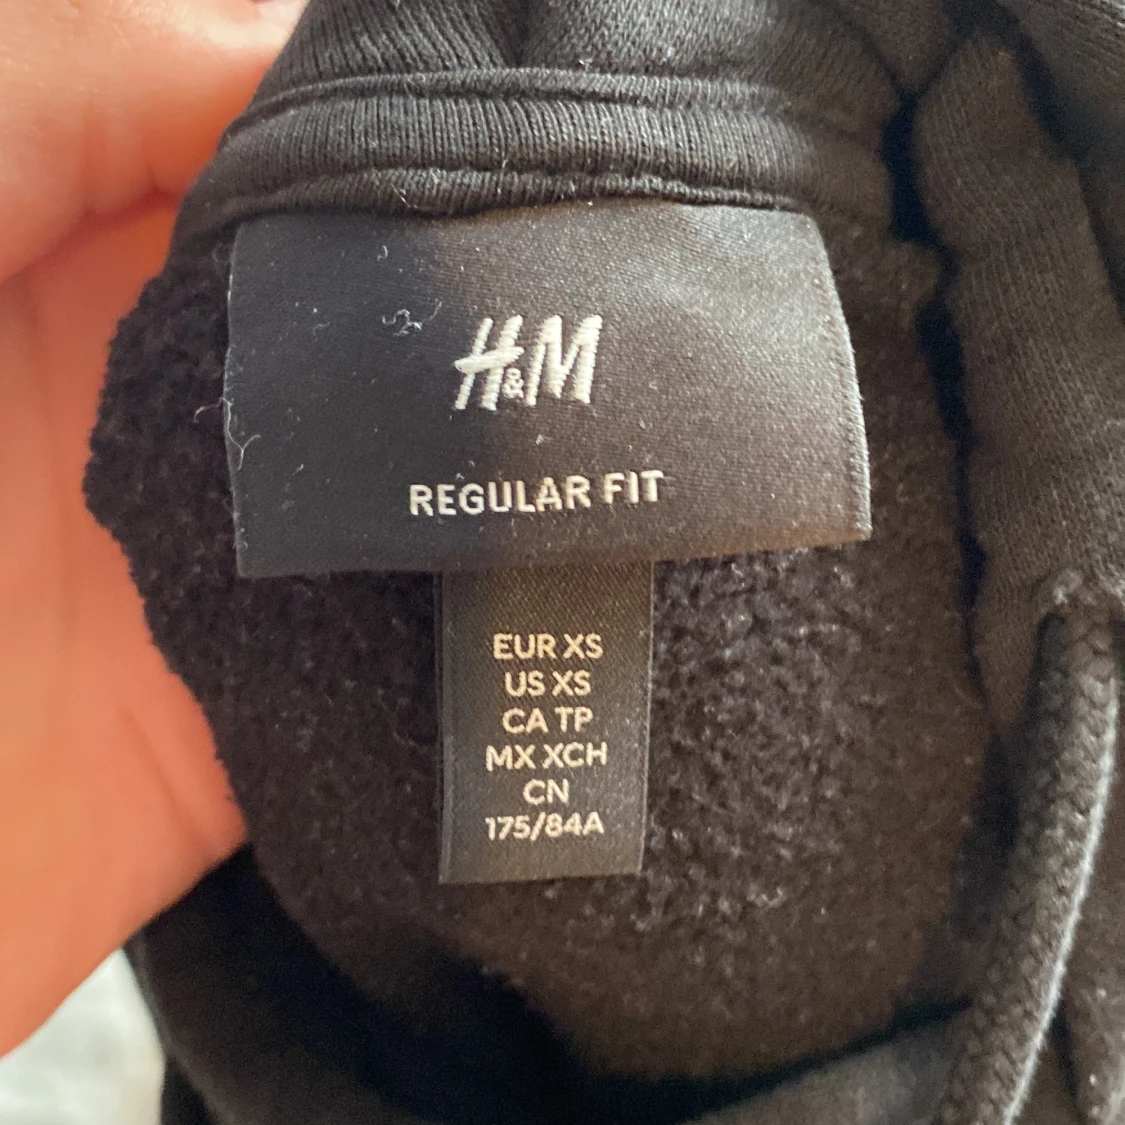 H&M
REGULAR FIT
EUR XS
US XS
CA TP
MX XCH
CN
175/84A